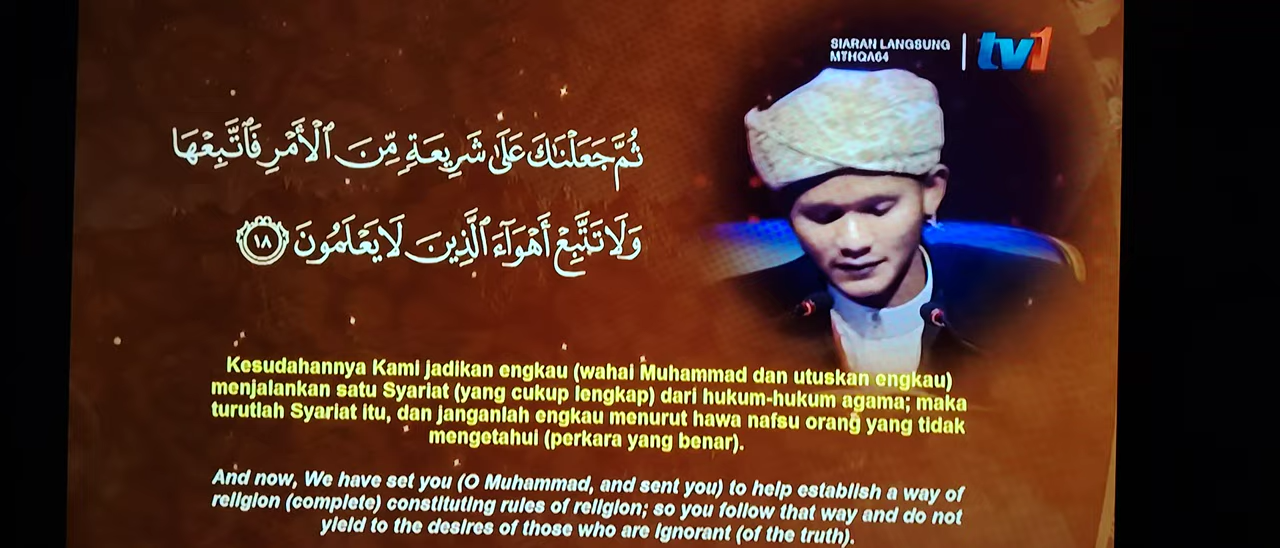 SIARAN LANGSUNG
MTHQA64
tv1
ثُمَّ جَعَلْنَٰكَ عَلَىٰ شَرِيعَةٍ مِّنَ ٱلْأَمْرِ فَٱتَّبِعْهَا
وَلَا تَتَّبِعْ أَهْوَآءَ ٱلَّذِينَ لَا يَعْلَمُونَ ١٨
Kesudahannya Kami jadikan engkau (wahai Muhammad dan utuskan engkau)
menjalankan satu Syariat (yang cukup lengkap) dari hukum-hukum agama; maka
turutlah Syariat itu, dan janganlah engkau menurut hawa nafsu orang yang tidak
mengetahui (perkara yang benar).
And now, We have set you (O Muhammad, and sent you) to help establish a way of
religion (complete) constituting rules of religion; so you follow that way and do not
yield to the desires of those who are ignorant (of the truth).